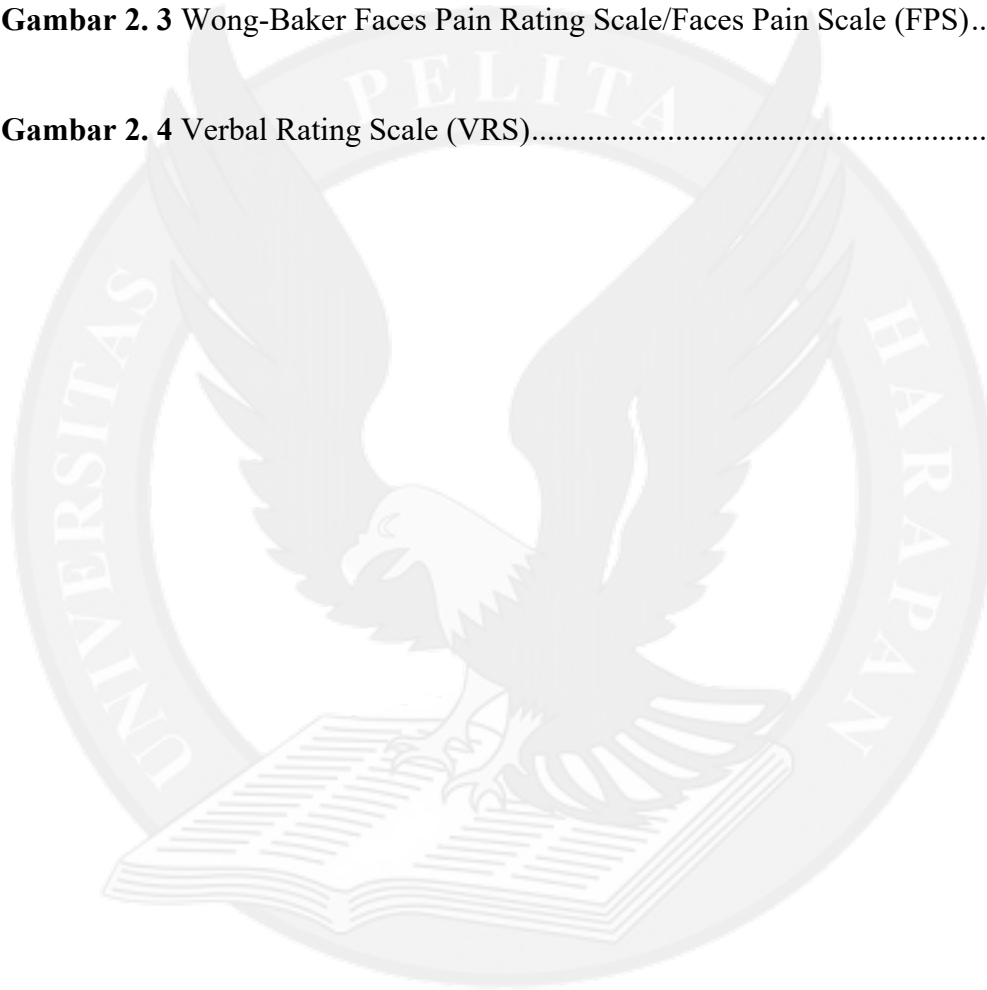 Gambar 2. 3 Wong-Baker Faces Pain Rating Scale/Faces Pain Scale (FPS)..
Gambar 2. 4 Verbal Rating Scale (VRS)..........................................................................
UNIVERSITAS PELITA HARAPAN